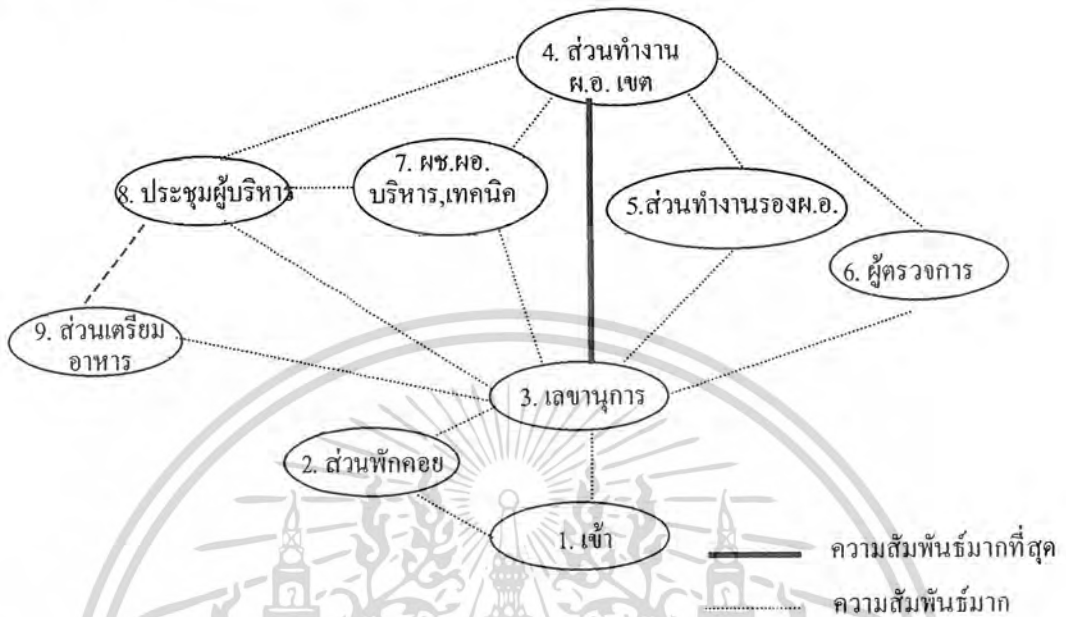 4. ส่วนทำงาน
ผ.อ. เขต
7. ผช.ผอ.
บริหาร,เทคนิค
8. ประชุมผู้บริหาร
5.ส่วนทำงานรองผ.อ.
6. ผู้ตรวจการ
9. ส่วนเตรียม
อาหาร
3. เลขานุการ
2. ส่วนพักคอย
1. เข้า
ความสัมพันธ์มากที่สุด
ความสัมพันธ์มาก